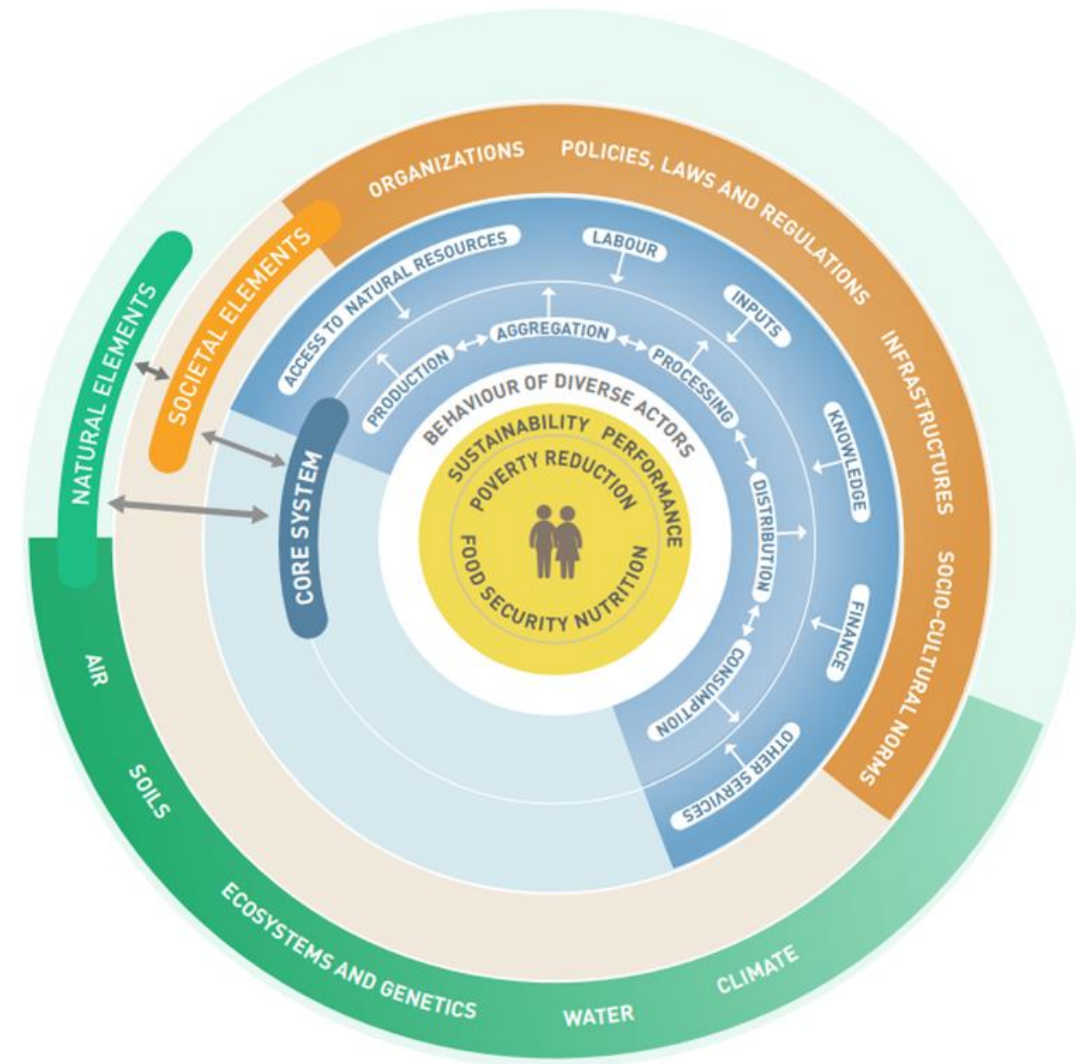 NATURAL ELEMENTS
SOCIETAL ELEMENTS
CORE SYSTEM
ORGANIZATIONS
POLICIES, LAWS AND REGULATIONS
INFRASTRUCTURES
SOCIO-CULTURAL NORMS
ACCESS TO NATURAL RESOURCES
LABOUR
INPUTS
KNOWLEDGE
FINANCE
OTHER SERVICES
PRODUCTION
AGGREGATION
PROCESSING
DISTRIBUTION
CONSUMPTION
BEHAVIOUR OF DIVERSE ACTORS
SUSTAINABILITY PERFORMANCE
POVERTY REDUCTION
FOOD SECURITY NUTRITION
AIR
SOILS
ECOSYSTEMS AND GENETICS
WATER
CLIMATE